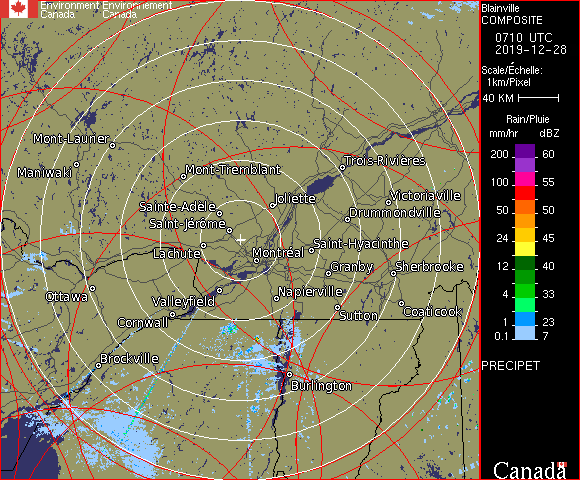 Environment Environnement
Canada Canada
Blainville
COMPOSITE
0710 UTC
2019-12-28
Scale/Échelle:
1km/Pixel
40 KM
Rain/Pluie
mm/hr dBZ
200 60
100 55
50 50
24 45
12 40
4 33
1 23
0.1 7
PRECIPET
Canada
Mont-Laurier
Maniwaki
Mont-Tremblant
Trois-Rivières
Joliette
Victoriaville
Sainte-Adèle
Drummondville
Saint-Jérôme
Lachute
Montréal
Saint-Hyacinthe
Granby
Sherbrooke
Ottawa
Valleyfield
Napierville
Cornwall
Sutton
Coaticook
Brockville
Burlington